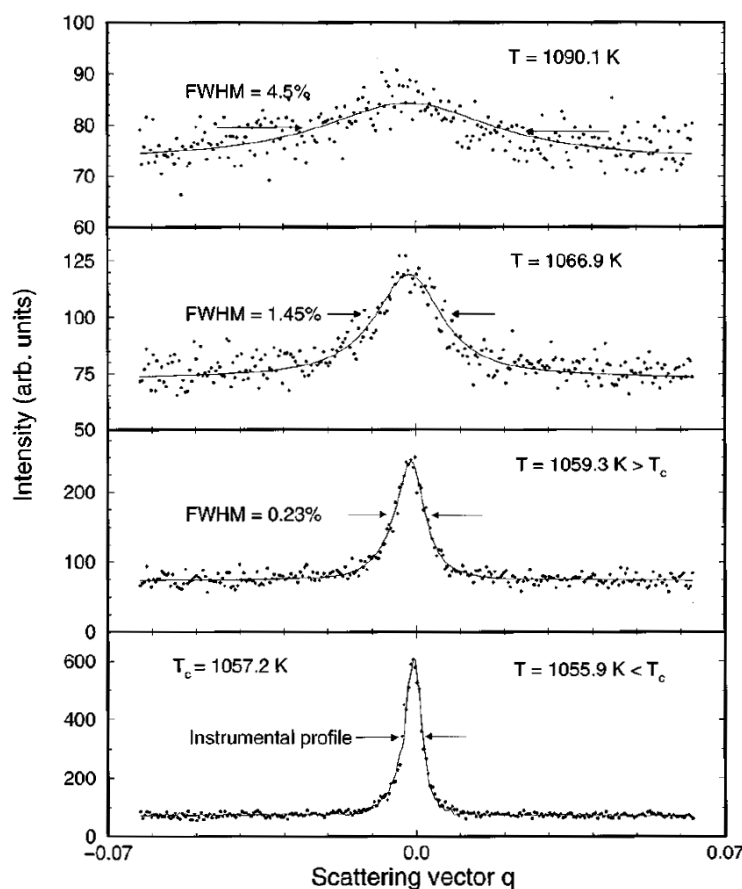 100
90
80
70
60
T = 1090.1 K
FWHM = 4.5%
125
100
75
50
T = 1066.9 K
FWHM = 1.45%
200
100
0
T = 1059.3 K > Tc
FWHM = 0.23%
600
400
200
0
Tc = 1057.2 K
T = 1055.9 K < Tc
Instrumental profile
−0.07
0.0
0.07
Intensity (arb. units)
Scattering vector q